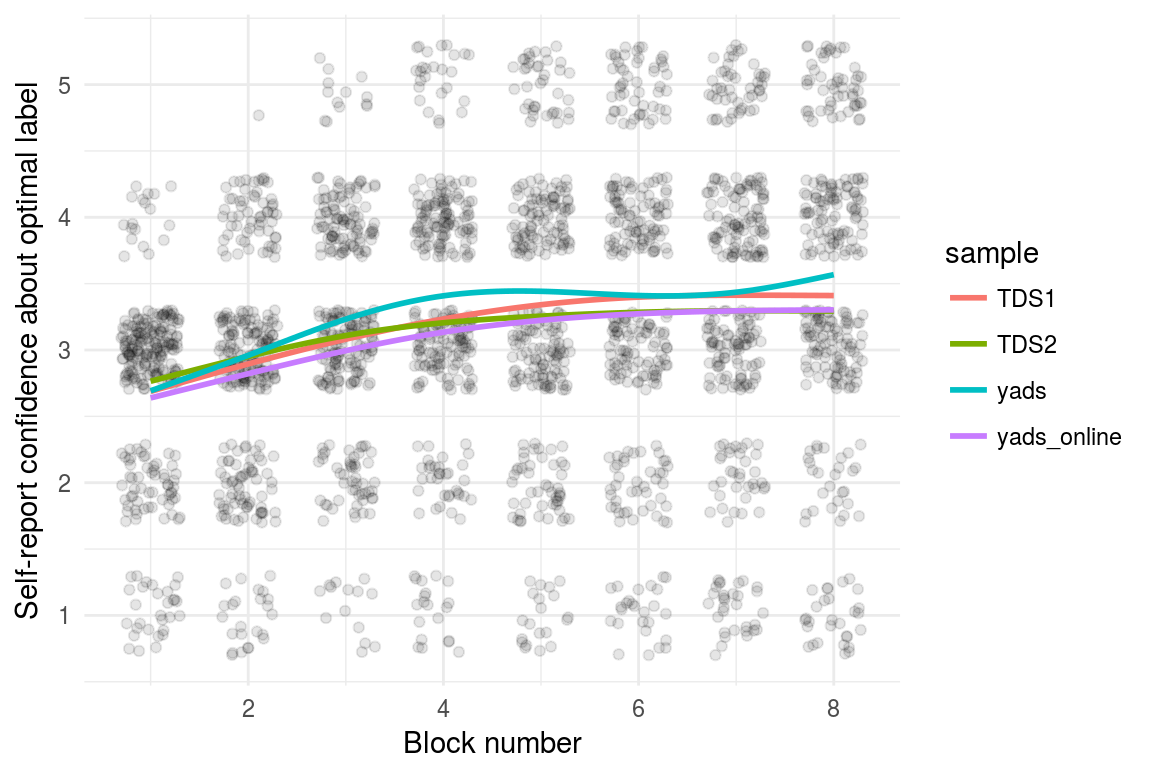 Self-report confidence about optimal label
5
4
3
2
1
2
4
6
8
Block number
sample
TDS1
TDS2
yads
yads_online